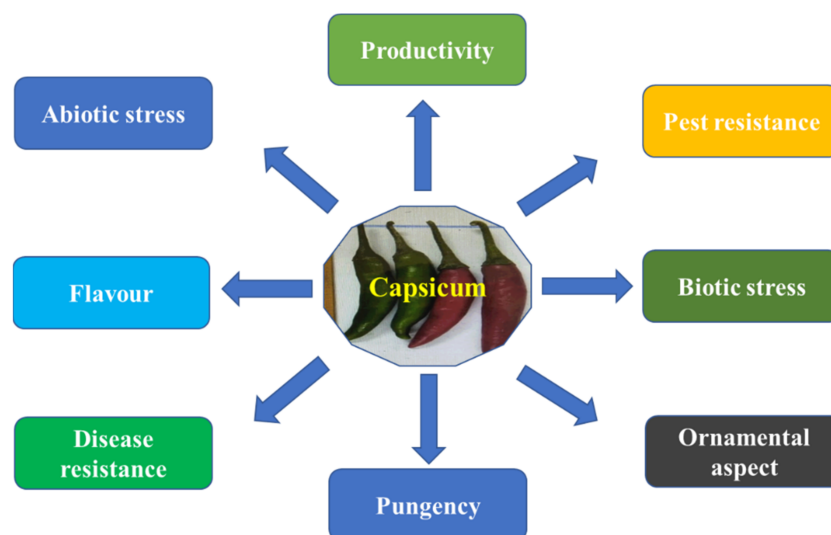 Productivity
Abiotic stress
Pest resistance
Flavour
Capsicum
Biotic stress
Disease
resistance
Ornamental
aspect
Pungency